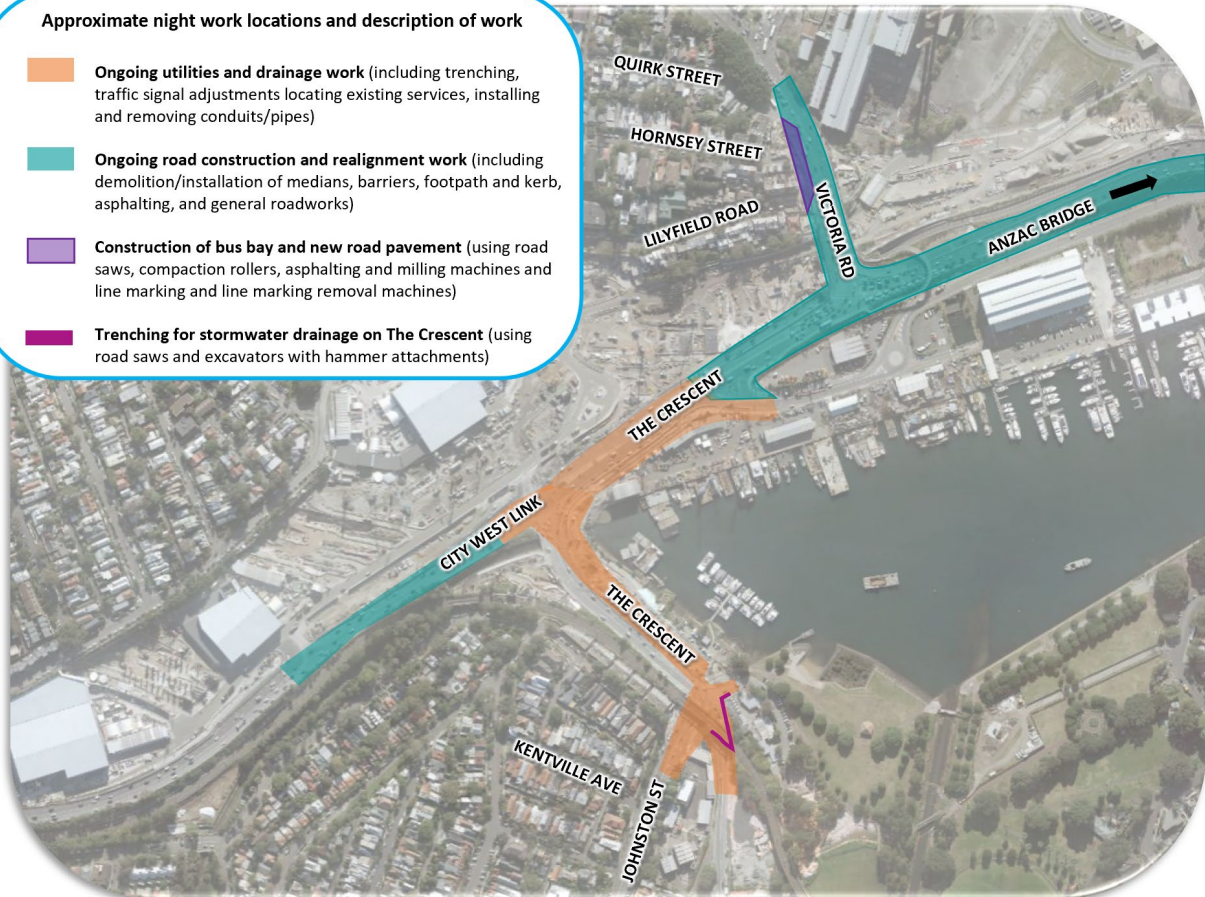 Approximate night work locations and description of work
Ongoing utilities and drainage work (including trenching,
traffic signal adjustments locating existing services, installing
and removing conduits/pipes)
Ongoing road construction and realignment work (including
demolition/installation of medians, barriers, footpath and kerb,
asphalting, and general roadworks)
Construction of bus bay and new road pavement (using road
saws, compaction rollers, asphalting and milling machines and
line marking and line marking removal machines)
Trenching for stormwater drainage on The Crescent (using
road saws and excavators with hammer attachments)
QUIRK STREET
HORNSEY STREET
LILYFIELD ROAD
VICTORIA RD
ANZAC BRIDGE
THE CRESCENT
CITY WEST LINK
THE CRESCENT
KENTVILLE AVE
JOHNSTON ST